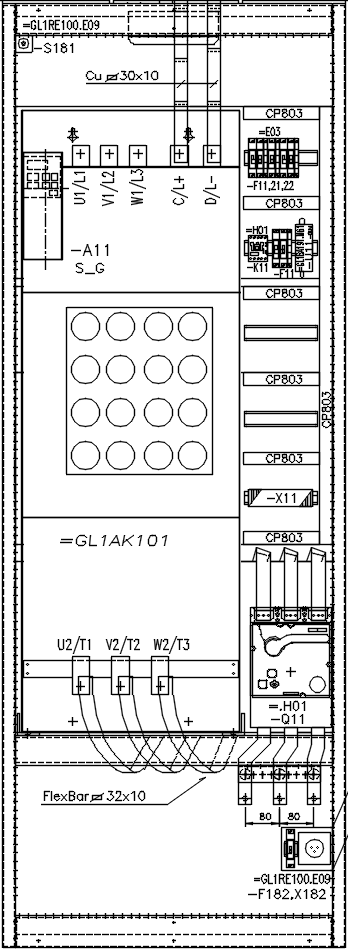 =GL1RE100.E09
-S181
Cu ⌀30x10
CP803
=E03
U1/L1
V1/L2
W1/L3
C/L+
D/L-
-F11,21,22
CP803
-A11
S_G
=H01
-K11
-F11
CP803
CP803
CP803
CP803
-X11
=GL1AK101
CP803
U2/T1
V2/T2
W2/T3
=.H01
-Q11
FlexBar⌀32x10
80
80
=GL1RE100.E09
-F182,X182